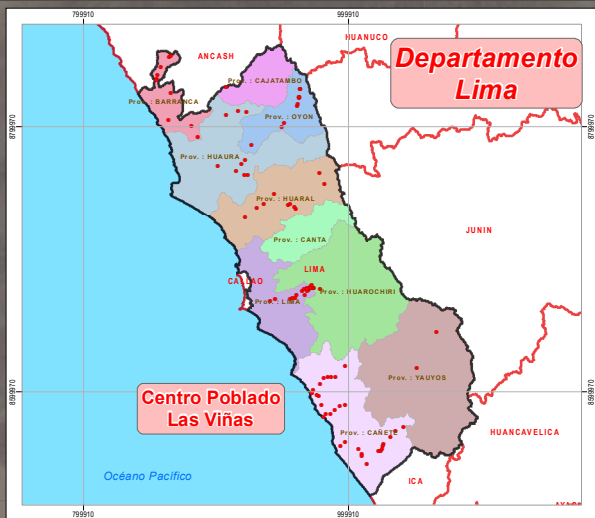 799910
999910
HUANUCO
ANCASH
Departamento
Lima
Prov. : CAJATAMBO
Prov. : BARRANCA
Prov. : OYON
8799970
8799970
Prov. : HUAURA
Prov. : HUARAL
JUNIN
Prov. : CANTA
LIMA
CALLAO
Prov. : HUAROCHIRI
Prov. : LIMA
Prov. : YAUYOS
8599970
8599970
Centro Poblado
Las Viñas
Prov. : CAÑETE
HUANCAVELICA
Océano Pacífico
ICA
799910
999910